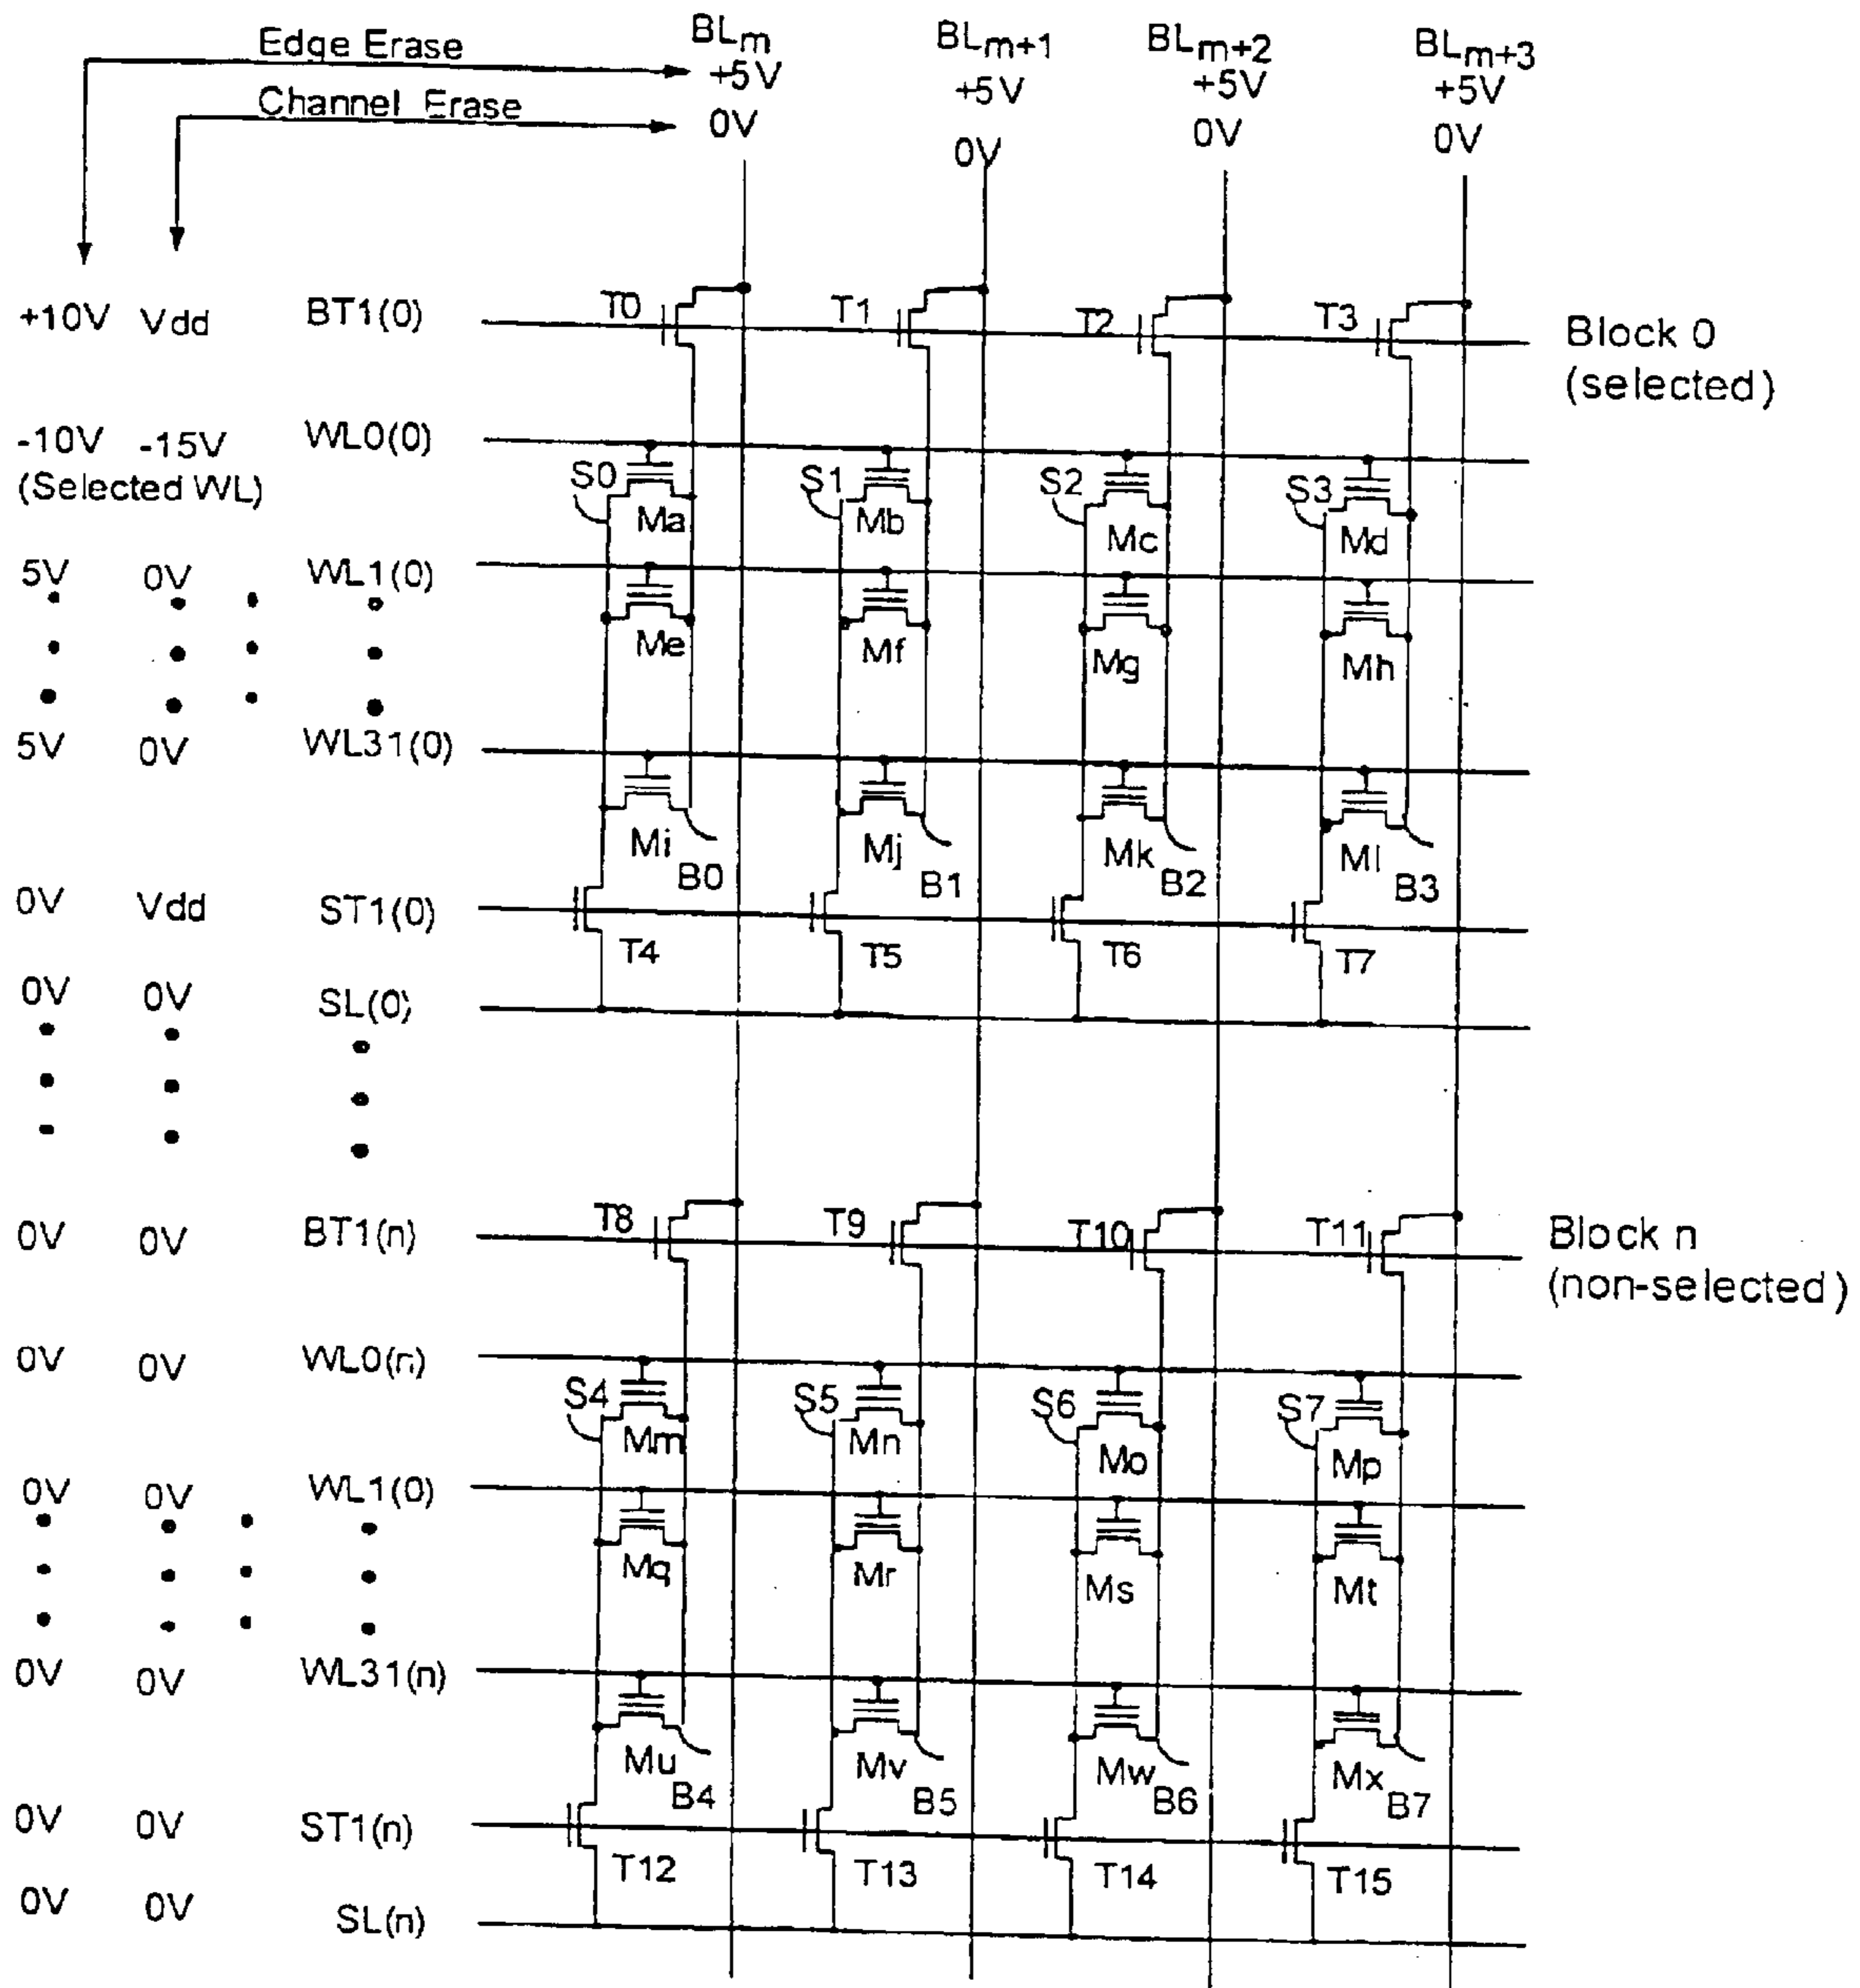 Edge Erase BLm BLm+1 BLm+2 BLm+3
+5V +5V +5V +5V
Channel Erase 0V 0V 0V 0V
+10V Vdd BT1(0) T0 T1 T2 T3 Block 0
(selected)
-10V -15V WL0(0)
(Selected WL) S0 S1 S2 S3
Ma Mb Mc Md
5V 0V WL1(0)
Me Mf Mg Mh
5V 0V WL31(0)
Mi Mj Mk Ml
B0 B1 B2 B3
0V Vdd ST1(0)
T4 T5 T6 T7
0V 0V SL(0)
0V 0V BT1(n) T8 T9 T10 T11 Block n
(non-selected)
0V 0V WL0(n)
S4 S5 S6 S7
Mm Mn Mo Mp
0V 0V WL1(0)
Mq Mr Ms Mt
0V 0V WL31(n)
Mu Mv Mw Mx
B4 B5 B6 B7
0V 0V ST1(n)
T12 T13 T14 T15
0V 0V SL(n)